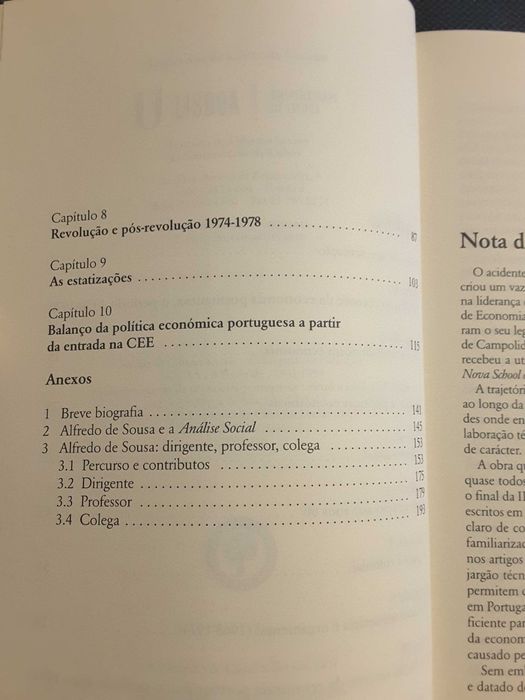 Capítulo 8
Revolução e pós-revolução 1974-1978 .................... 87
Capítulo 9
As estatizações .................... 103
Capítulo 10
Balanço da política económica portuguesa a partir
da entrada na CEE .................... 115
Anexos
1 Breve biografia .................... 141
2 Alfredo de Sousa e a Análise Social .................... 145
3 Alfredo de Sousa: dirigente, professor, colega .................... 153
3.1 Percurso e contributos .................... 153
3.2 Dirigente .................... 175
3.3 Professor .................... 179
3.4 Colega .................... 193
Nota d
O acidente
criou um vaz
na liderança
de Economia
ram o seu leg
de Campolid
recebeu a ut
Nova School
A trajetóri
ao longo da
des onde en
laboração té
de carácter.
A obra qu
quase todos
o final da II
escritos em
claro de co
familiarizad
nos artigos
jargão técn
permitem
em Portuga
ficiente par
da econom
causado pe
Sem em
e datado d